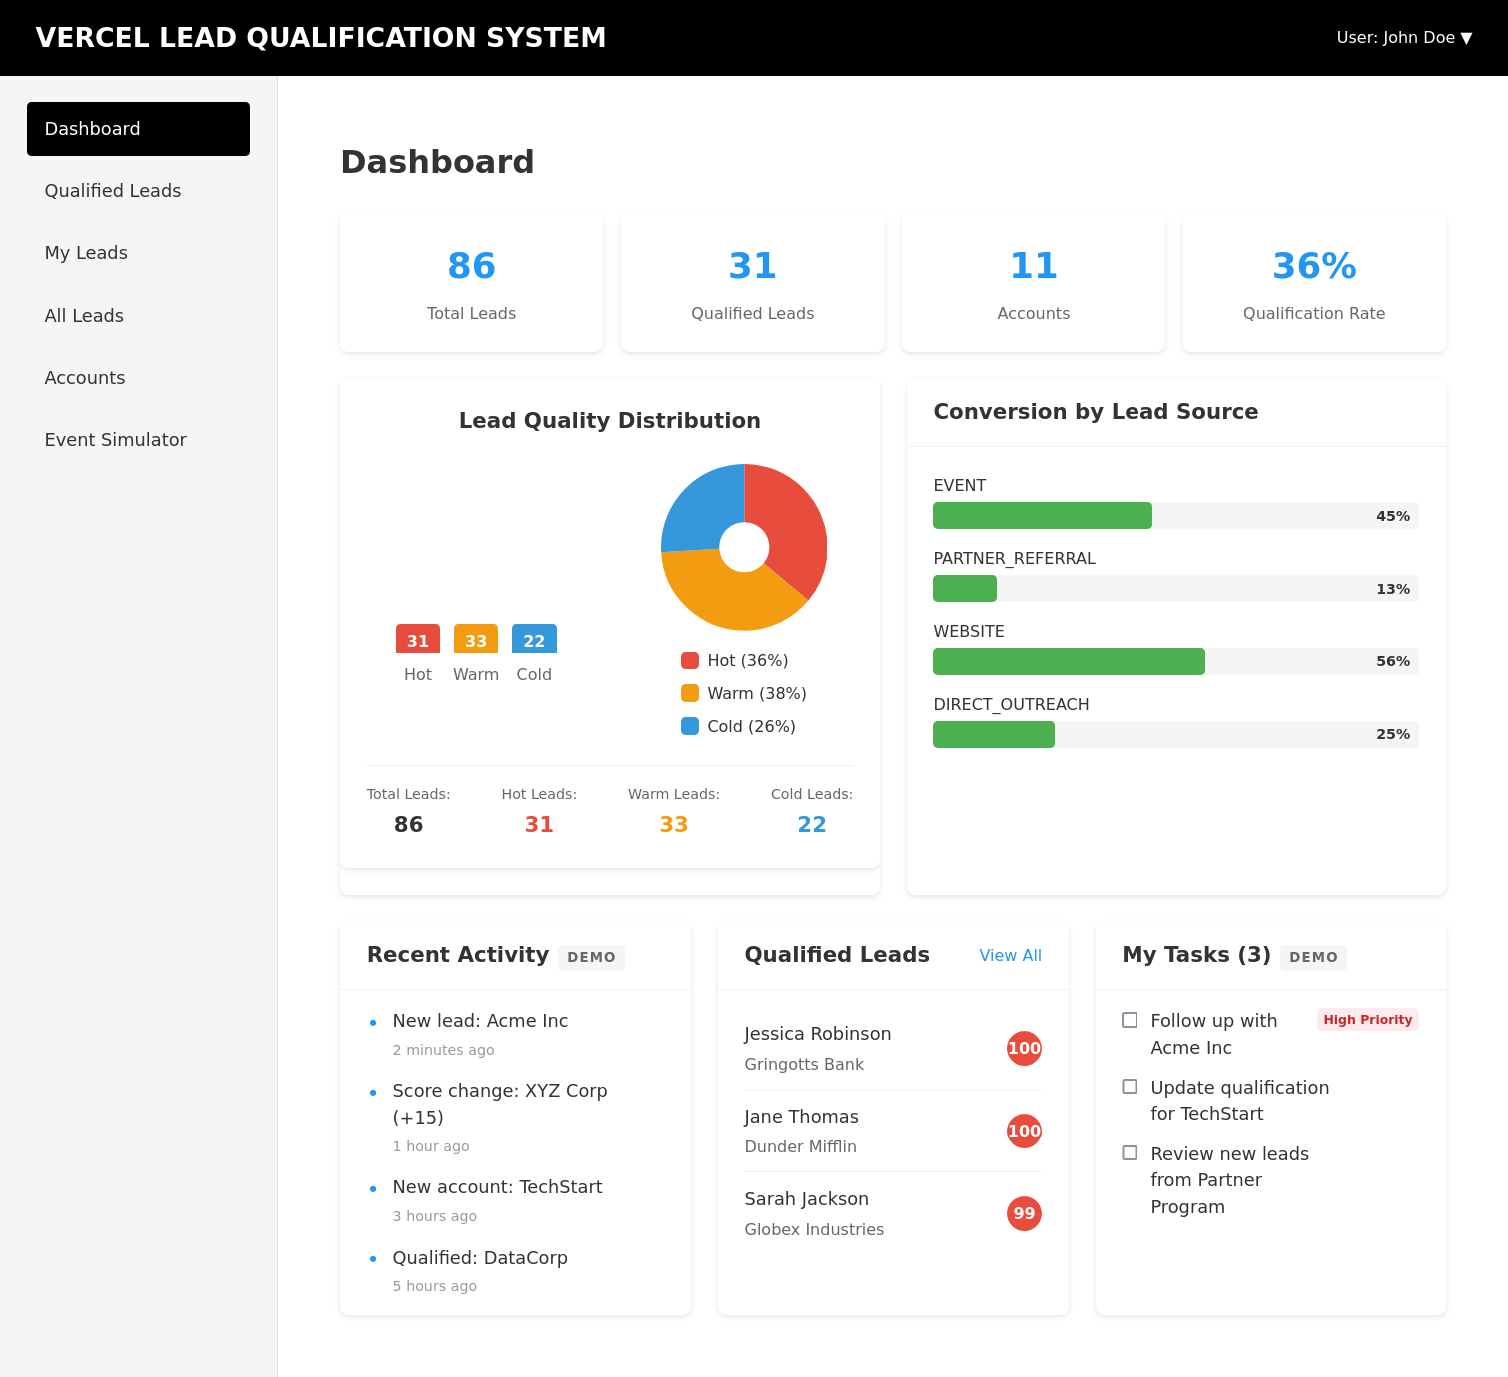 VERCEL LEAD QUALIFICATION SYSTEM
User: John Doe ▼
Dashboard
Qualified Leads
My Leads
All Leads
Accounts
Event Simulator
Dashboard
86
Total Leads
31
Qualified Leads
11
Accounts
36%
Qualification Rate
Lead Quality Distribution
31
33
22
Hot
Warm
Cold
Hot (36%)
Warm (38%)
Cold (26%)
Total Leads:
86
Hot Leads:
31
Warm Leads:
33
Cold Leads:
22
Conversion by Lead Source
EVENT
45%
PARTNER_REFERRAL
13%
WEBSITE
56%
DIRECT_OUTREACH
25%
Recent Activity DEMO
New lead: Acme Inc
2 minutes ago
Score change: XYZ Corp
(+15)
1 hour ago
New account: TechStart
3 hours ago
Qualified: DataCorp
5 hours ago
Qualified Leads
View All
Jessica Robinson
Gringotts Bank
100
Jane Thomas
Dunder Mifflin
100
Sarah Jackson
Globex Industries
99
My Tasks (3) DEMO
Follow up with
Acme Inc
High Priority
Update qualification
for TechStart
Review new leads
from Partner
Program